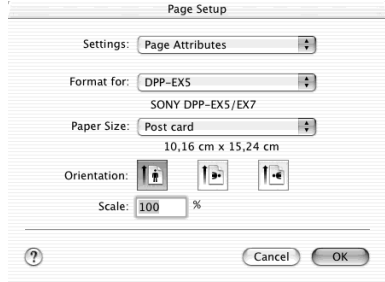 Page Setup
Settings: Page Attributes
Format for: DPP-EX5
SONY DPP-EX5/EX7
Paper Size: Post card
10,16 cm x 15,24 cm
Orientation:
Scale: 100 %
? Cancel OK